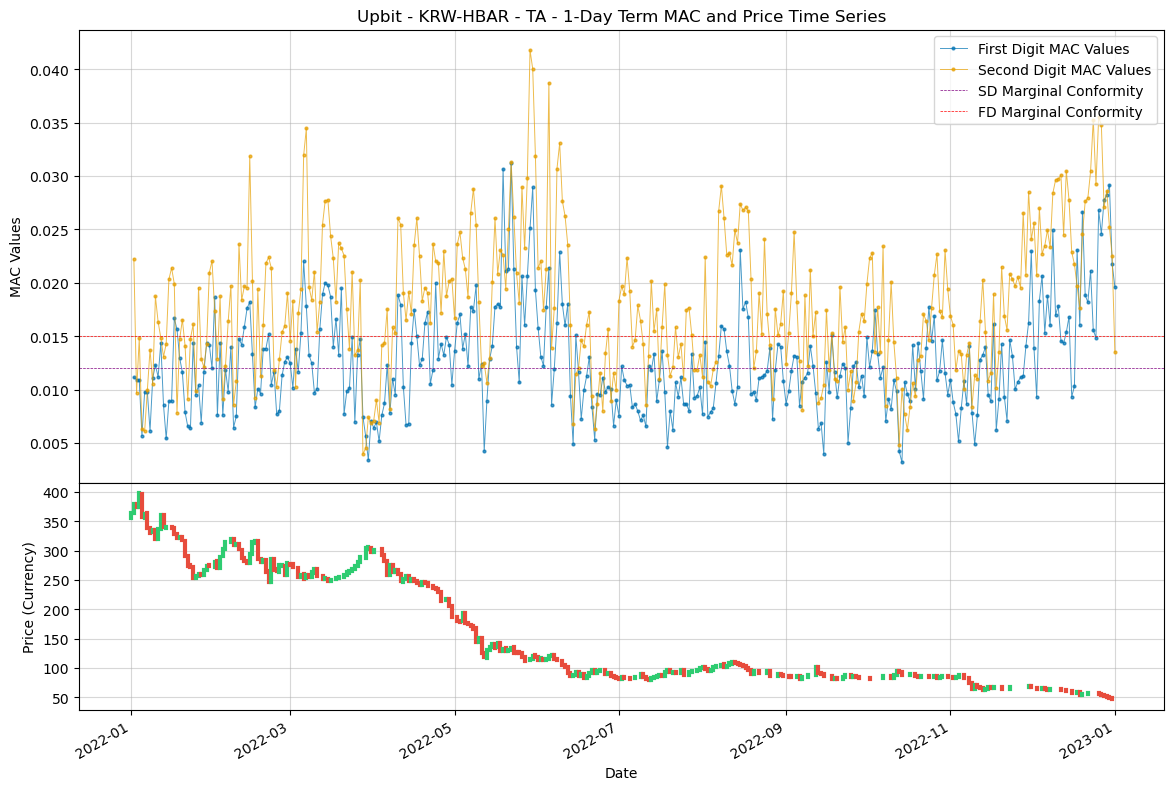 Upbit - KRW-HBAR - TA - 1-Day Term MAC and Price Time Series
First Digit MAC Values
Second Digit MAC Values
SD Marginal Conformity
FD Marginal Conformity
MAC Values
0.040
0.035
0.030
0.025
0.020
0.015
0.010
0.005
Price (Currency)
400
350
300
250
200
150
100
50
2022-01
2022-03
2022-05
2022-07
2022-09
2022-11
2023-01
Date